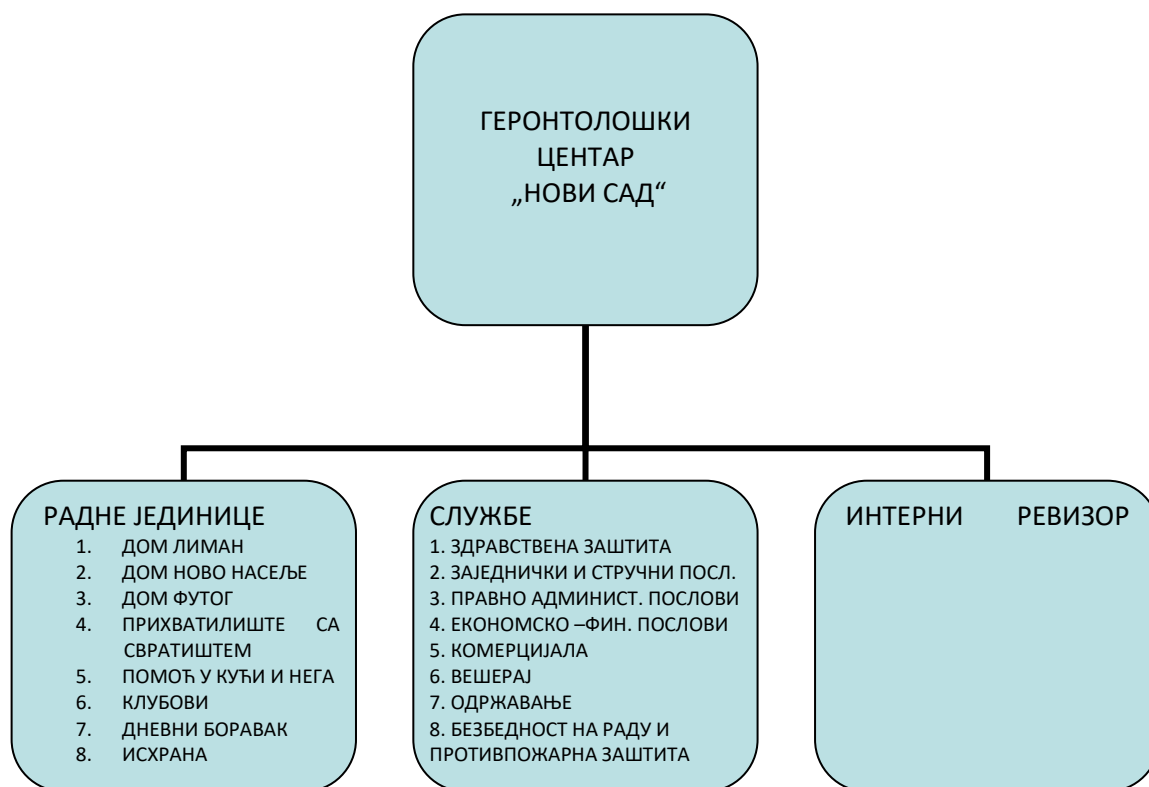 ГЕРОНТОЛОШКИ
ЦЕНТАР
„НОВИ САД“
РАДНЕ ЈЕДИНИЦЕ
1. ДОМ ЛИМАН
2. ДОМ НОВО НАСЕЉЕ
3. ДОМ ФУТОГ
4. ПРИХВАТИЛИШТЕ СА
СВРАТИШТЕМ
5. ПОМОЋ У КУЋИ И НЕГА
6. КЛУБОВИ
7. ДНЕВНИ БОРАВАК
8. ИСХРАНА
СЛУЖБЕ
1. ЗДРАВСТВЕНА ЗАШТИТА
2. ЗАЈЕДНИЧКИ И СТРУЧНИ ПОСЛ.
3. ПРАВНО АДМИНИСТ. ПОСЛОВИ
4. ЕКОНОМСКО –ФИН. ПОСЛОВИ
5. КОМЕРЦИЈАЛА
6. ВЕШЕРАЈ
7. ОДРЖАВАЊЕ
8. БЕЗБЕДНОСТ НА РАДУ И
ПРОТИВПОЖАРНА ЗАШТИТА
ИНТЕРНИ РЕВИЗОР